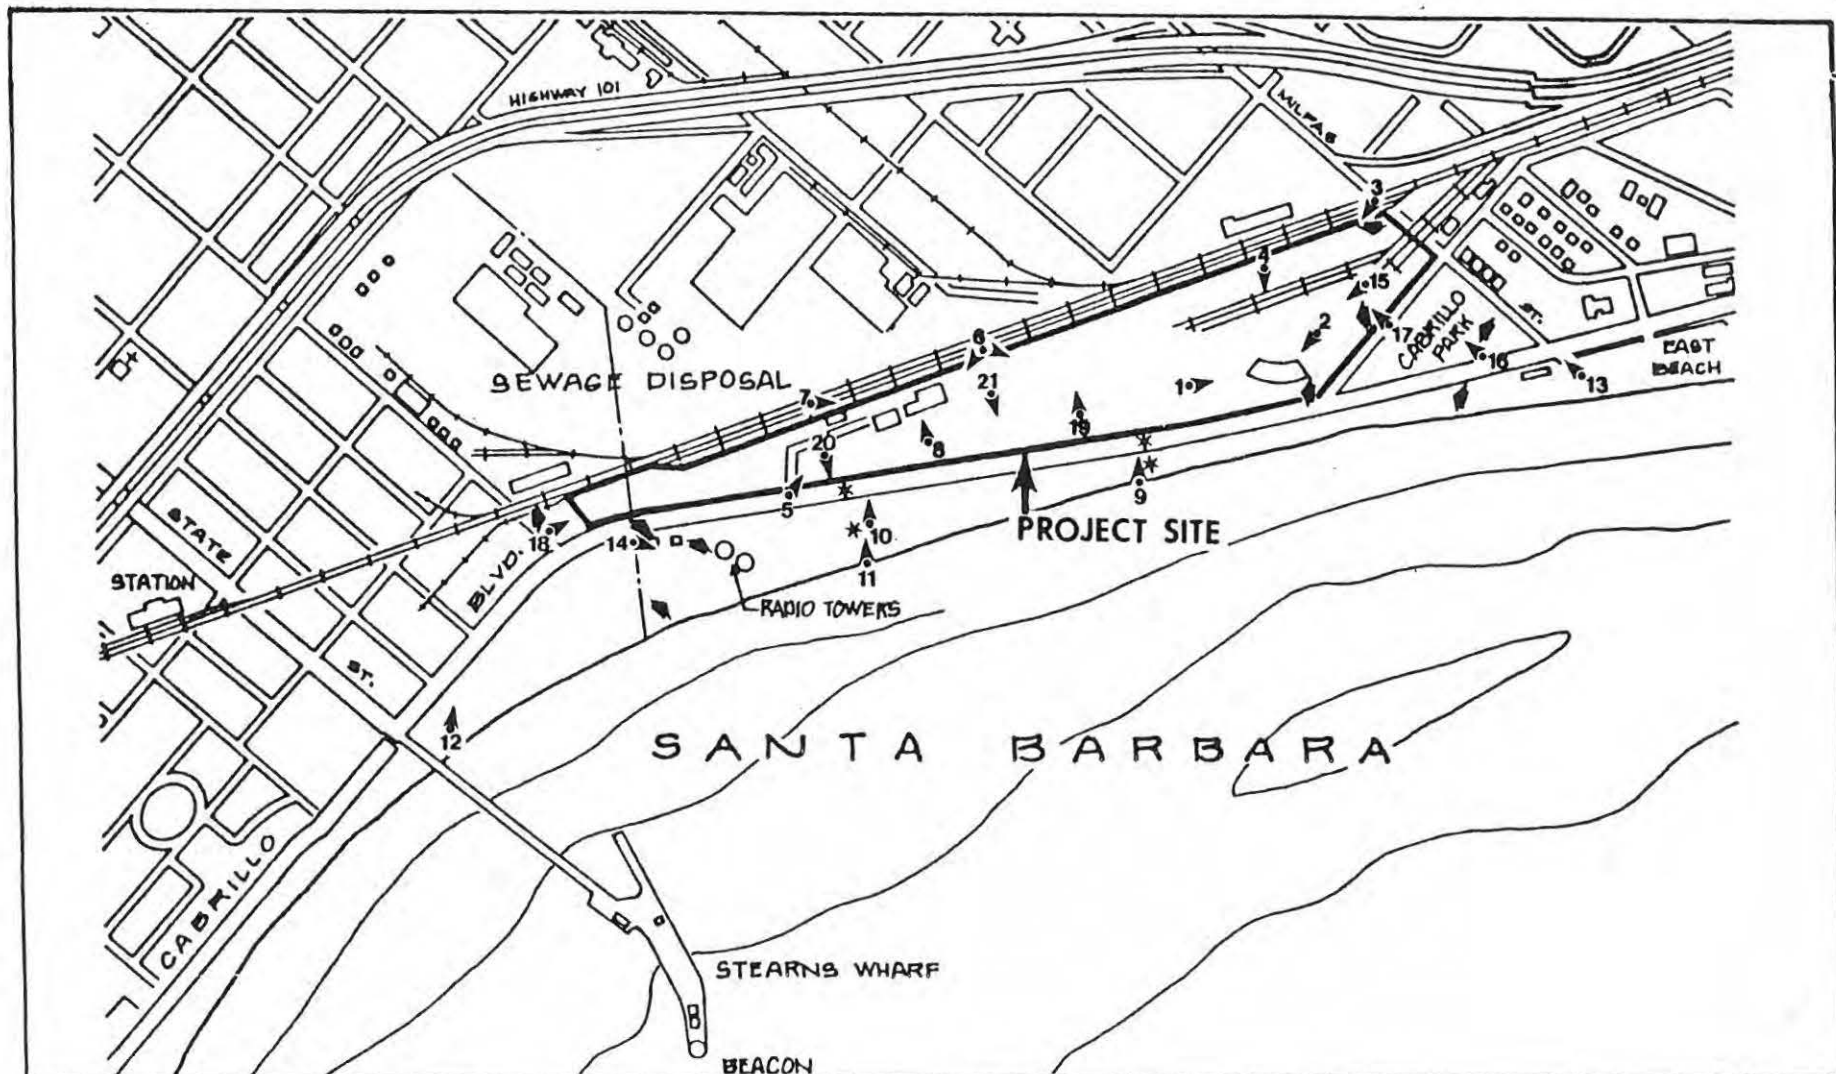 HIGHWAY 101
MILPAS
3
4
15
2
17
CABRILLO
PARK
ST.
16
13
EAST
BEACH
6
21
1
SEWAGE DISPOSAL
7
19
20
8
5
9
10
PROJECT SITE
STATE
18
14
BLVD.
11
STATION
RADIO TOWERS
ST.
12
SANTA BARBARA
CABRILLO
STEARNS WHARF
BEACON